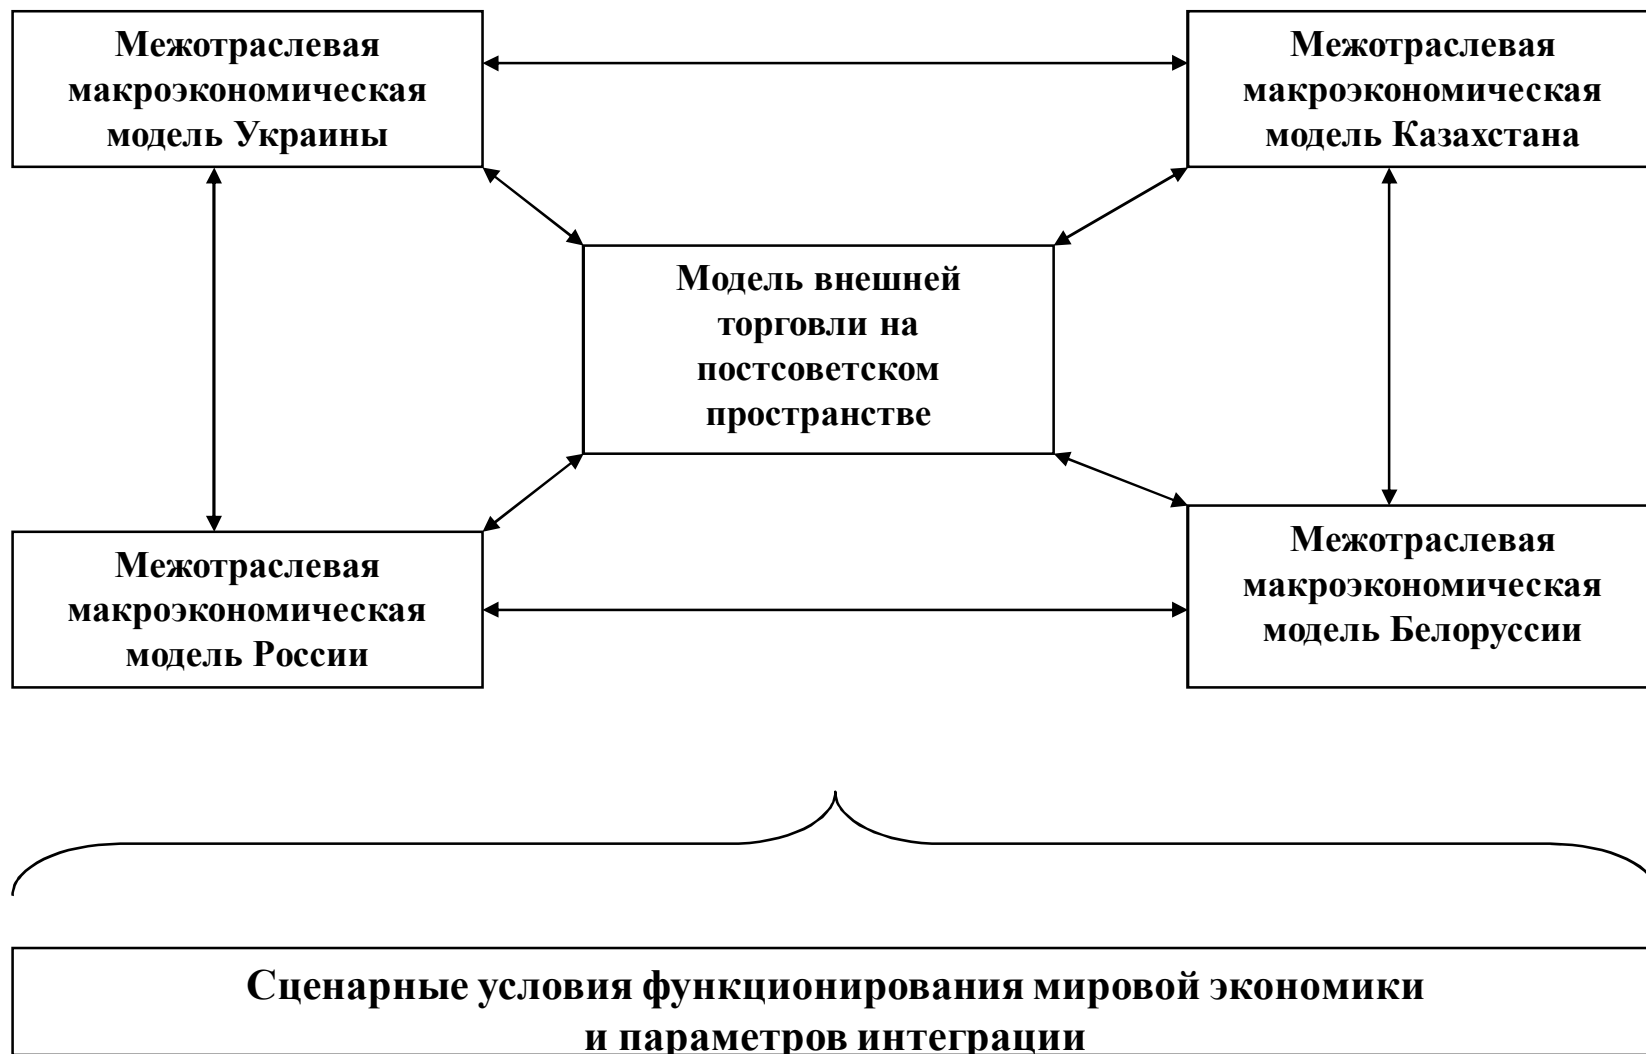 Межотраслевая
макроэкономическая
модель Украины
Межотраслевая
макроэкономическая
модель Казахстана
Модель внешней
торговли на
постсоветском
пространстве
Межотраслевая
макроэкономическая
модель России
Межотраслевая
макроэкономическая
модель Белоруссии
Сценарные условия функционирования мировой экономики
и параметров интеграции